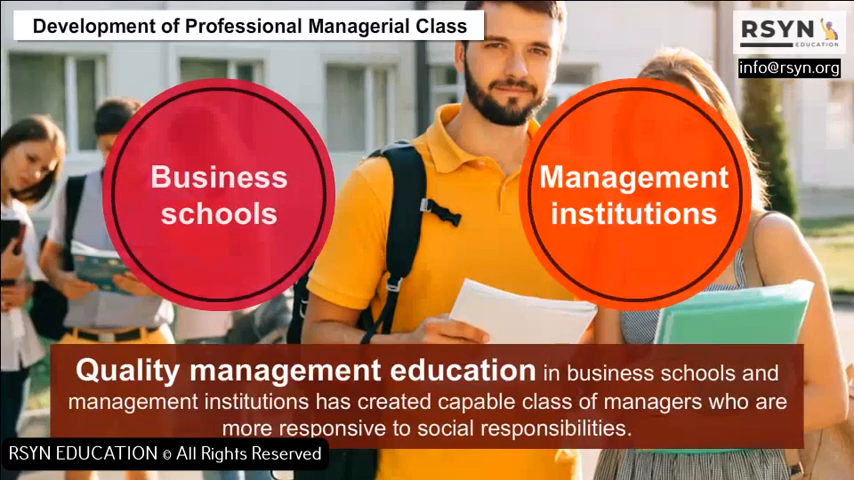 Development of Professional Managerial Class
RSYN
EDUCATION
info@rsyn.org
Business
schools
Management
institutions
Quality management education in business schools and
management institutions has created capable class of managers who are
more responsive to social responsibilities.
RSYN EDUCATION © All Rights Reserved